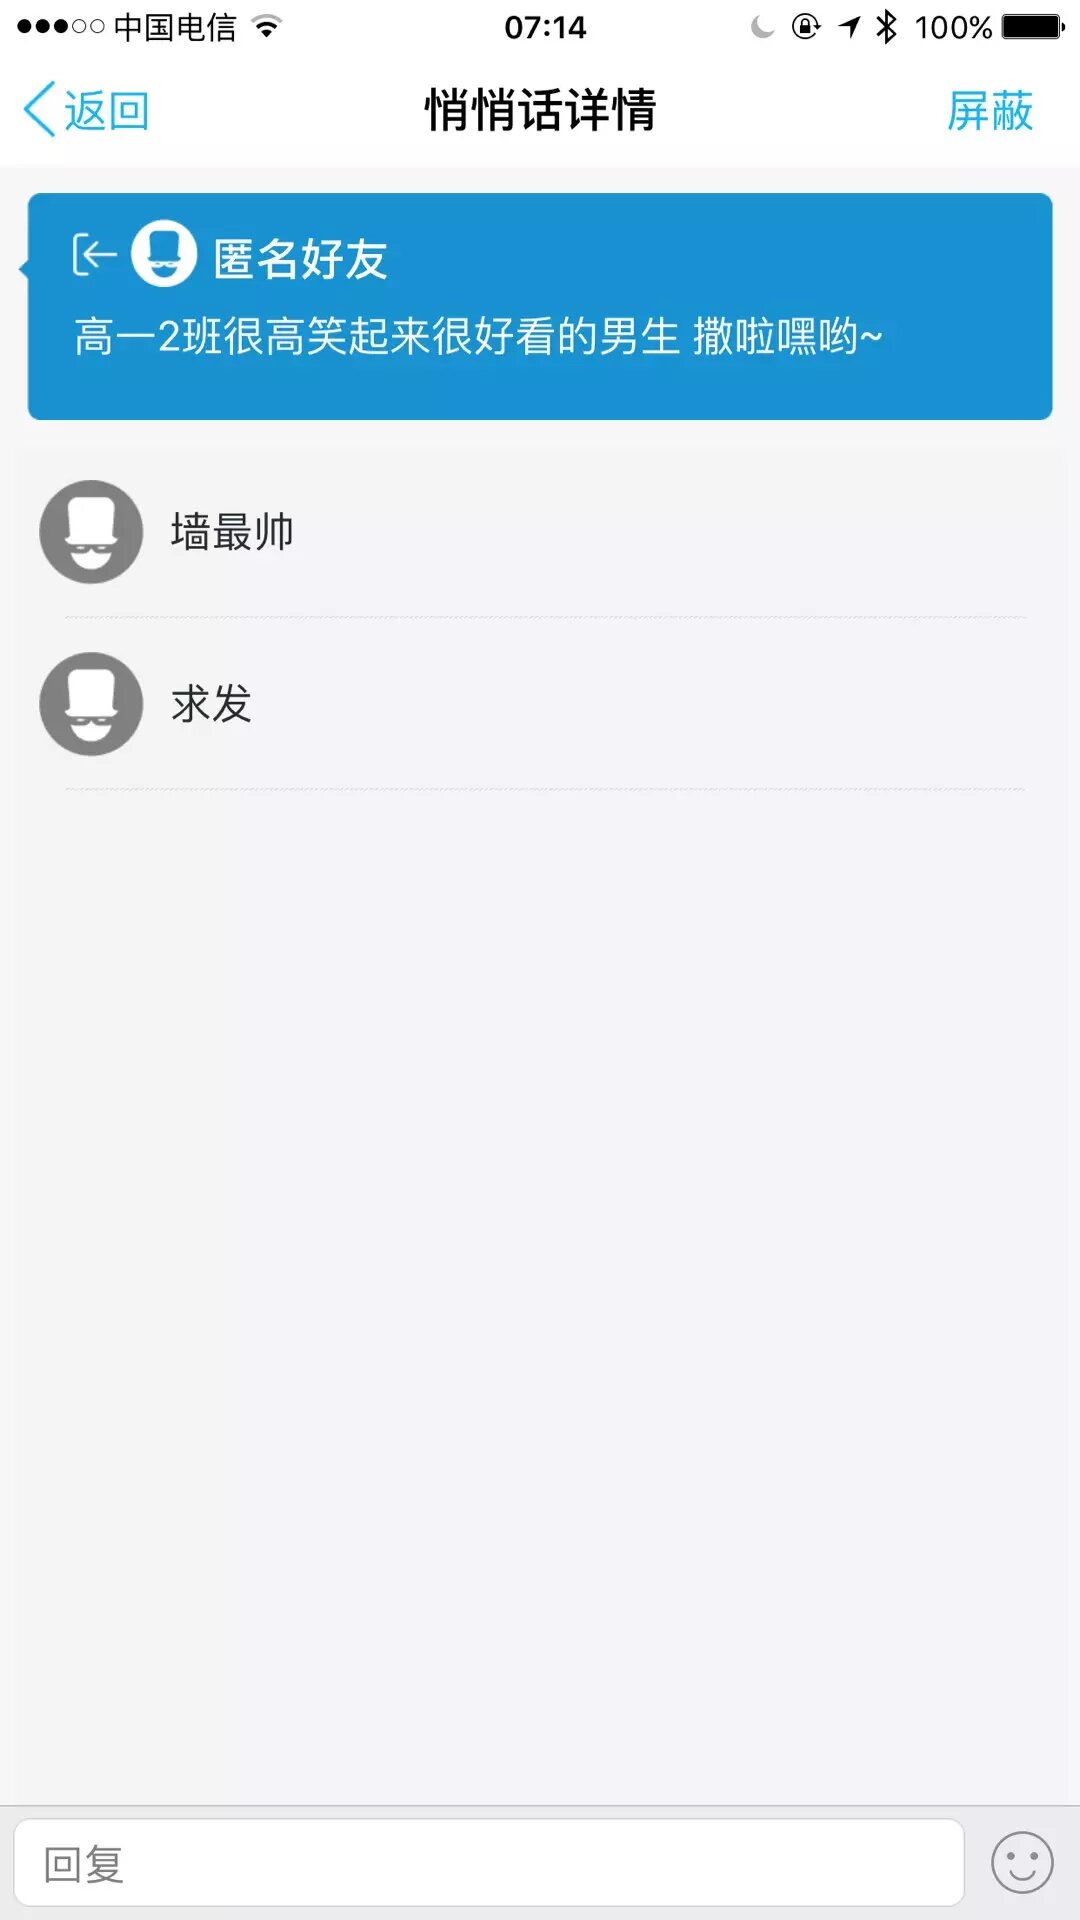 中国电信
07:14
100%
返回
悄悄话详情
屏蔽
匿名好友
高一2班很高笑起来很好看的男生 撒啦嘿哟~
墙最帅
求发
回复